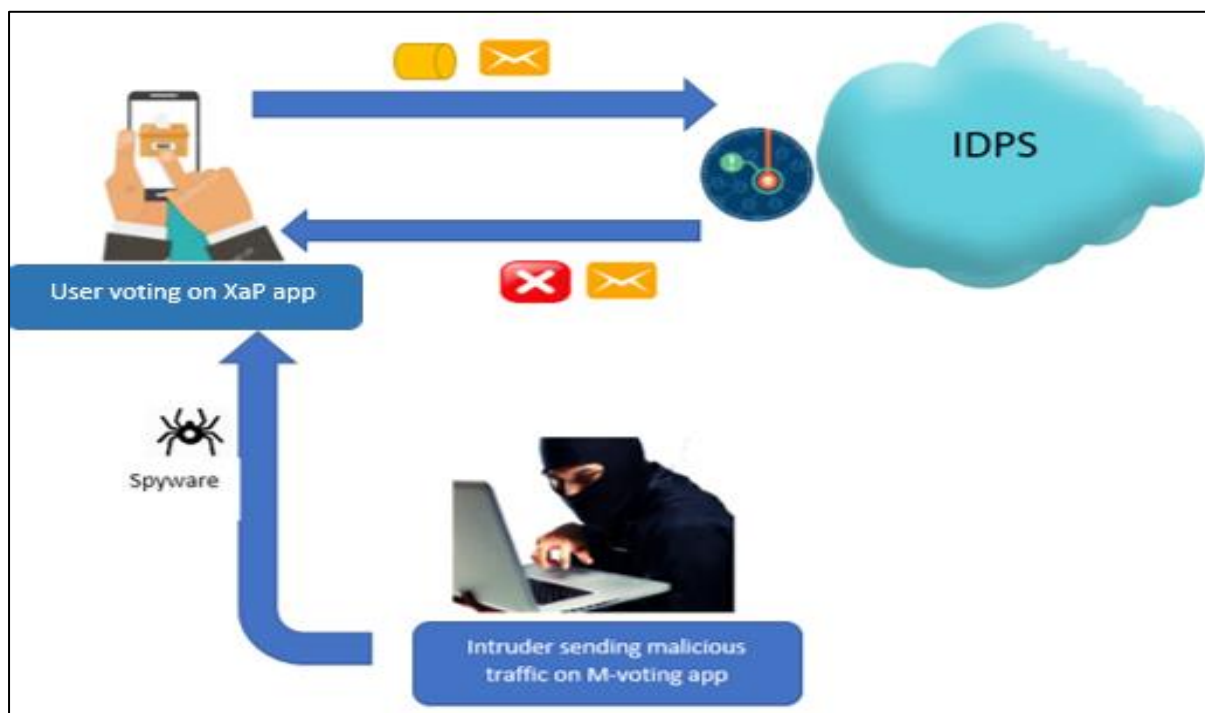 IDPS
User voting on XaP app
Spyware
Intruder sending malicious
traffic on M-voting app